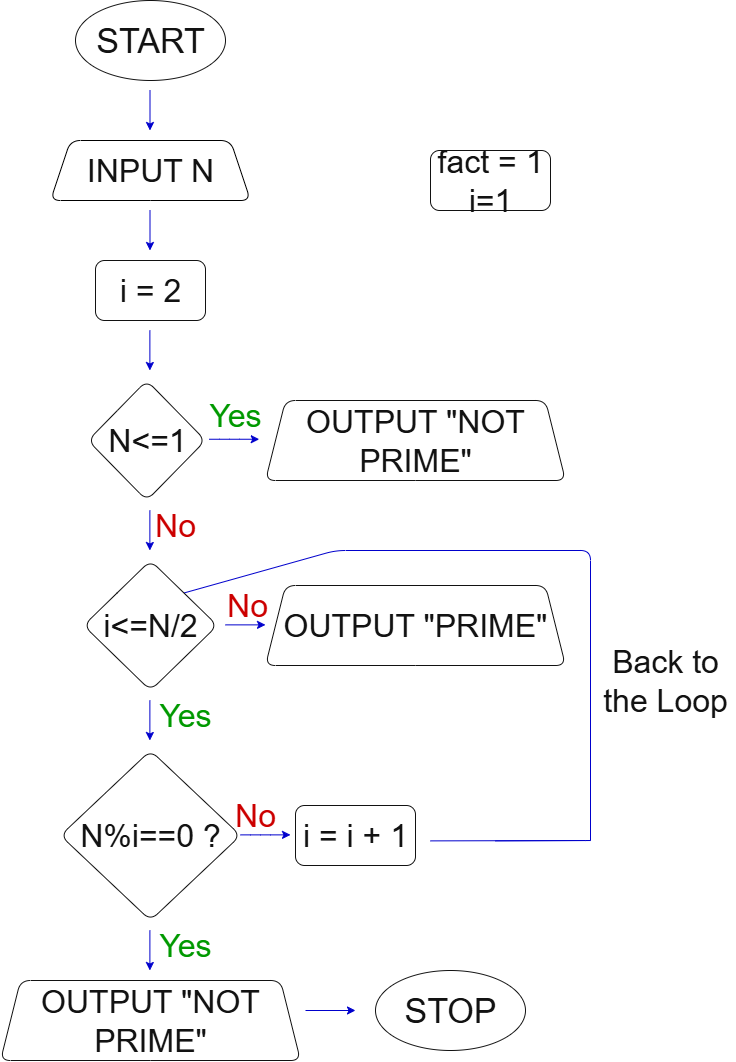 START
INPUT N
fact = 1
i=1
i = 2
N<=1
Yes
OUTPUT "NOT
PRIME"
No
i<=N/2
No
OUTPUT "PRIME"
Back to
the Loop
Yes
N%i==0 ?
No
i = i + 1
Yes
OUTPUT "NOT
PRIME"
STOP